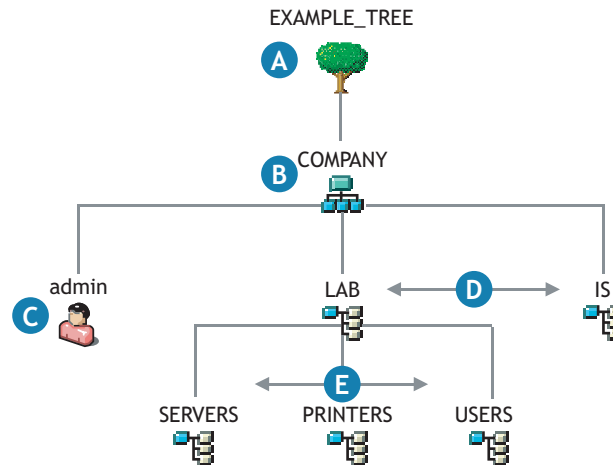 EXAMPLE_TREE
A
COMPANY
B
admin
C
LAB
D
IS
E
SERVERS
PRINTERS
USERS